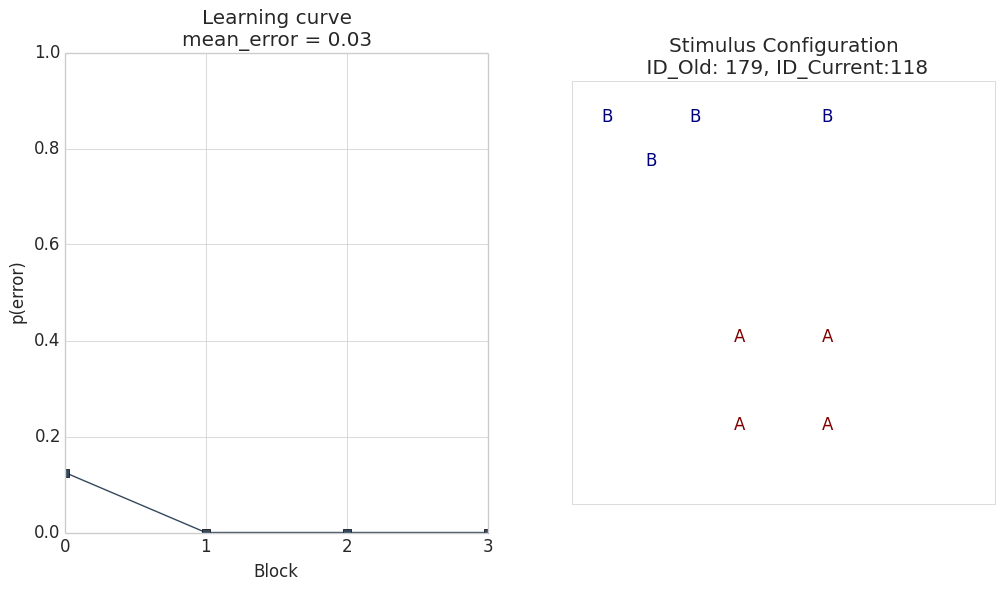 Learning curve
mean_error = 0.03
1.0
0.8
0.6
0.4
0.2
0.0
p(error)
0 1 2 3
Block
Stimulus Configuration
ID_Old: 179, ID_Current:118
B B B
B
A A
A A